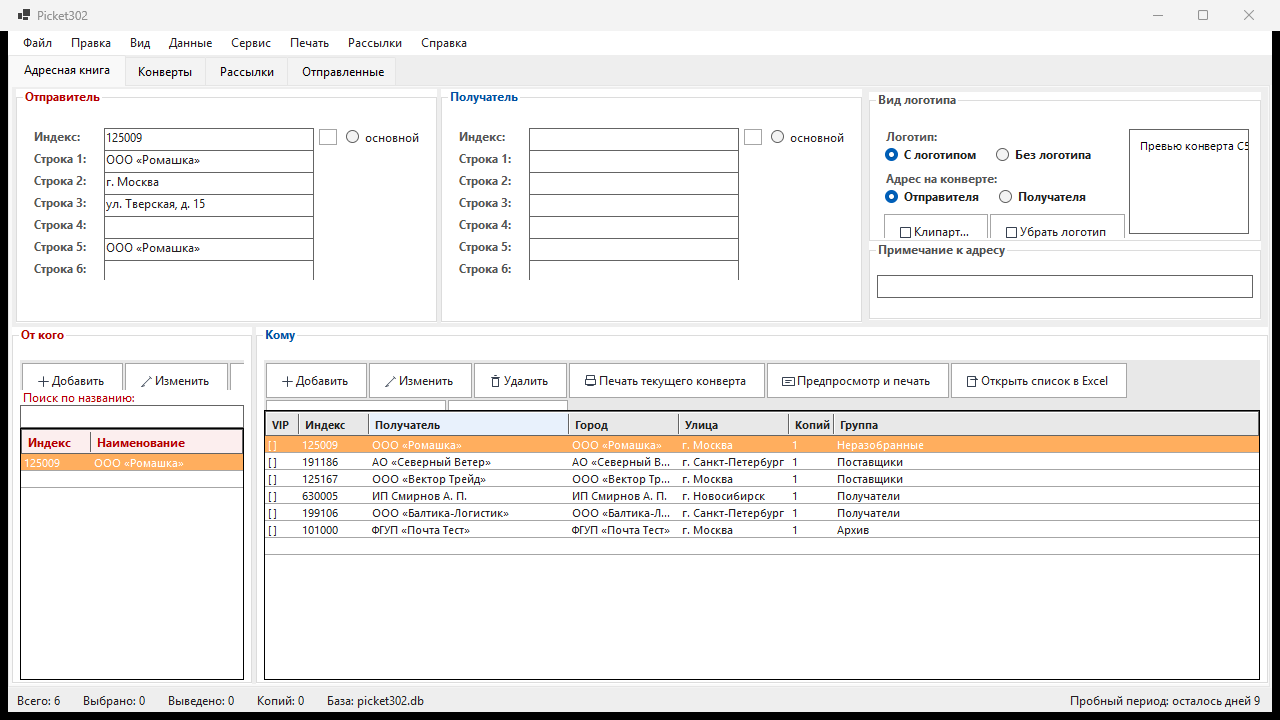 Picket302
Файл Правка Вид Данные Сервис Печать Рассылки Справка
Адресная книга Конверты Рассылки Отправленные
Отправитель
Индекс: 125009 основной
Строка 1: ООО «Ромашка»
Строка 2: г. Москва
Строка 3: ул. Тверская, д. 15
Строка 4:
Строка 5: ООО «Ромашка»
Строка 6:
Получатель
Индекс: основной
Строка 1:
Строка 2:
Строка 3:
Строка 4:
Строка 5:
Строка 6:
Вид логотипа
Логотип:
С логотипом Без логотипа
Адрес на конверте:
Отправителя Получателя
Клипарт... Убрать логотип
Превью конверта C5
Примечание к адресу
От кого
Добавить Изменить
Поиск по названию:
Индекс Наименование
125009 ООО «Ромашка»
Кому
Добавить Изменить Удалить Печать текущего конверта Предпросмотр и печать Открыть список в Excel
VIP Индекс Получатель Город Улица Копий Группа
[ ] 125009 ООО «Ромашка» ООО «Ромашка» г. Москва 1 Неразобранные
[ ] 191186 АО «Северный Ветер» АО «Северный В... г. Санкт-Петербург 1 Поставщики
[ ] 125167 ООО «Вектор Трейд» ООО «Вектор Тр... г. Москва 1 Поставщики
[ ] 630005 ИП Смирнов А. П. ИП Смирнов А. П. г. Новосибирск 1 Получатели
[ ] 199106 ООО «Балтика-Логистик» ООО «Балтика-Л... г. Санкт-Петербург 1 Получатели
[ ] 101000 ФГУП «Почта Тест» ФГУП «Почта Тест» г. Москва 1 Архив
Всего: 6 Выбрано: 0 Выведено: 0 Копий: 0 База: picket302.db Пробный период: осталось дней 9